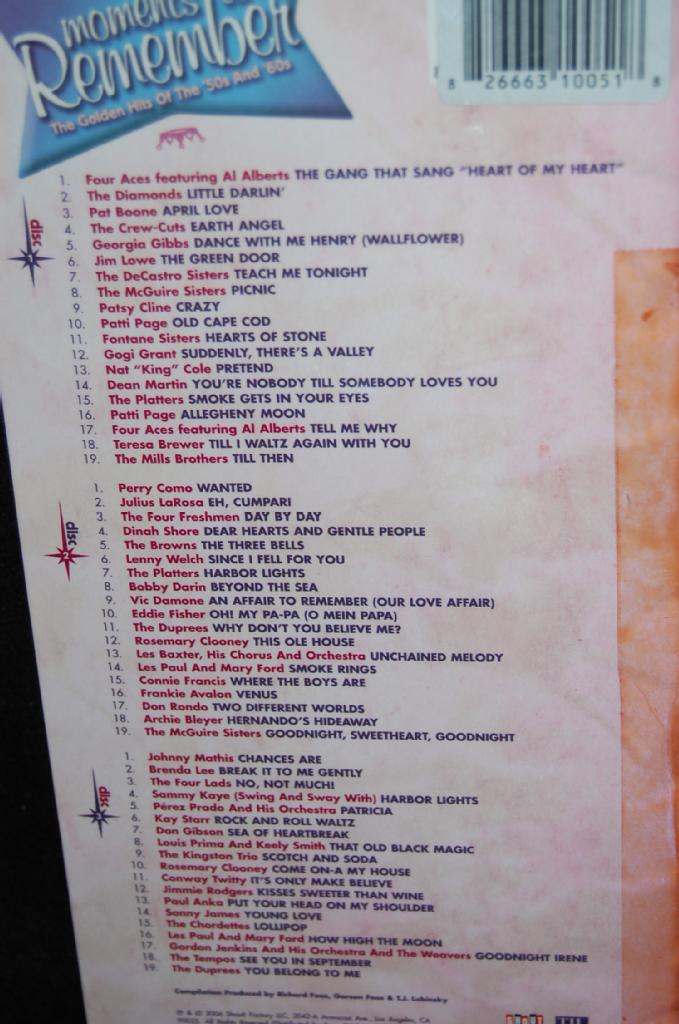 moments
Remember
The Golden Hits Of The '50s And '60s
8 26663 10051 8
disc
1. Four Aces featuring Al Alberts THE GANG THAT SANG "HEART OF MY HEART"
2. The Diamonds LITTLE DARLIN'
3. Pat Boone APRIL LOVE
4. The Crew-Cuts EARTH ANGEL
5. Georgia Gibbs DANCE WITH ME HENRY (WALLFLOWER)
6. Jim Lowe THE GREEN DOOR
7. The DeCastro Sisters TEACH ME TONIGHT
8. The McGuire Sisters PICNIC
9. Patsy Cline CRAZY
10. Patti Page OLD CAPE COD
11. Fontane Sisters HEARTS OF STONE
12. Gogi Grant SUDDENLY, THERE'S A VALLEY
13. Nat "King" Cole PRETEND
14. Dean Martin YOU'RE NOBODY TILL SOMEBODY LOVES YOU
15. The Platters SMOKE GETS IN YOUR EYES
16. Patti Page ALLEGHENY MOON
17. Four Aces featuring Al Alberts TELL ME WHY
18. Teresa Brewer TILL I WALTZ AGAIN WITH YOU
19. The Mills Brothers TILL THEN
disc 2
1. Perry Como WANTED
2. Julius LaRosa EH, CUMPARI
3. The Four Freshmen DAY BY DAY
4. Dinah Shore DEAR HEARTS AND GENTLE PEOPLE
5. The Browns THE THREE BELLS
6. Lenny Welch SINCE I FELL FOR YOU
7. The Platters HARBOR LIGHTS
8. Bobby Darin BEYOND THE SEA
9. Vic Damone AN AFFAIR TO REMEMBER (OUR LOVE AFFAIR)
10. Eddie Fisher OH! MY PA-PA (O MEIN PAPA)
11. The Duprees WHY DON'T YOU BELIEVE ME?
12. Rosemary Clooney THIS OLE HOUSE
13. Les Baxter, His Chorus And Orchestra UNCHAINED MELODY
14. Les Paul And Mary Ford SMOKE RINGS
15. Connie Francis WHERE THE BOYS ARE
16. Frankie Avalon VENUS
17. Don Rondo TWO DIFFERENT WORLDS
18. Archie Bleyer HERNANDO'S HIDEAWAY
19. The McGuire Sisters GOODNIGHT, SWEETHEART, GOODNIGHT
disc
1. Johnny Mathis CHANCES ARE
2. Brenda Lee BREAK IT TO ME GENTLY
3. The Four Lads NO, NOT MUCH!
4. Sammy Kaye (Swing And Sway With) HARBOR LIGHTS
5. Pérez Prado And His Orchestra PATRICIA
6. Kay Starr ROCK AND ROLL WALTZ
7. Don Gibson SEA OF HEARTBREAK
8. Louis Prima And Keely Smith THAT OLD BLACK MAGIC
9. The Kingston Trio SCOTCH AND SODA
10. Rosemary Clooney COME ON-A MY HOUSE
11. Conway Twitty IT'S ONLY MAKE BELIEVE
12. Jimmie Rodgers KISSES SWEETER THAN WINE
13. Paul Anka PUT YOUR HEAD ON MY SHOULDER
14. Sonny James YOUNG LOVE
15. The Chordettes LOLLIPOP
16. Les Paul And Mary Ford HOW HIGH THE MOON
17. Gordon Jenkins And His Orchestra And The Weavers GOODNIGHT IRENE
18. The Tempos SEE YOU IN SEPTEMBER
19. The Duprees YOU BELONG TO ME
Compilation Produced by Richard Foos, Garson Foos & T.J. Lubinsky
℗ & © 2006 Shout! Factory LLC, 2042-A Armacost Ave., Los Angeles, CA